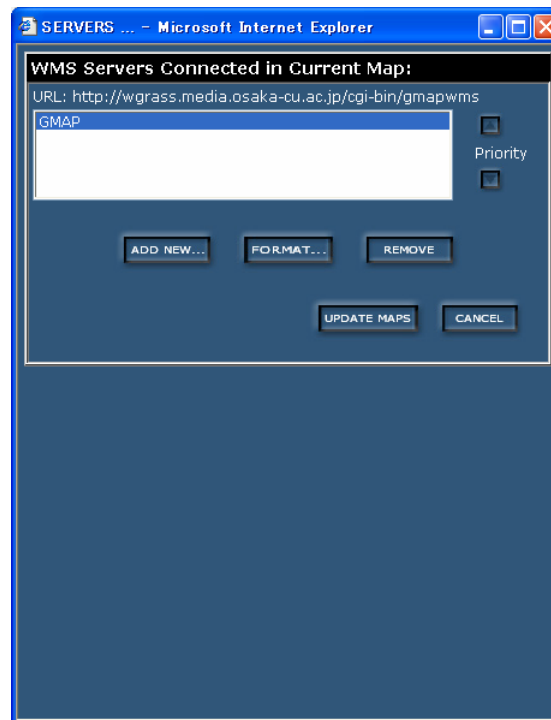 SERVERS ... - Microsoft Internet Explorer
WMS Servers Connected in Current Map:
URL: http://wgrass.media.osaka-cu.ac.jp/cgi-bin/gmapwms
GMAP
Priority
ADD NEW... FORMAT... REMOVE
UPDATE MAPS CANCEL